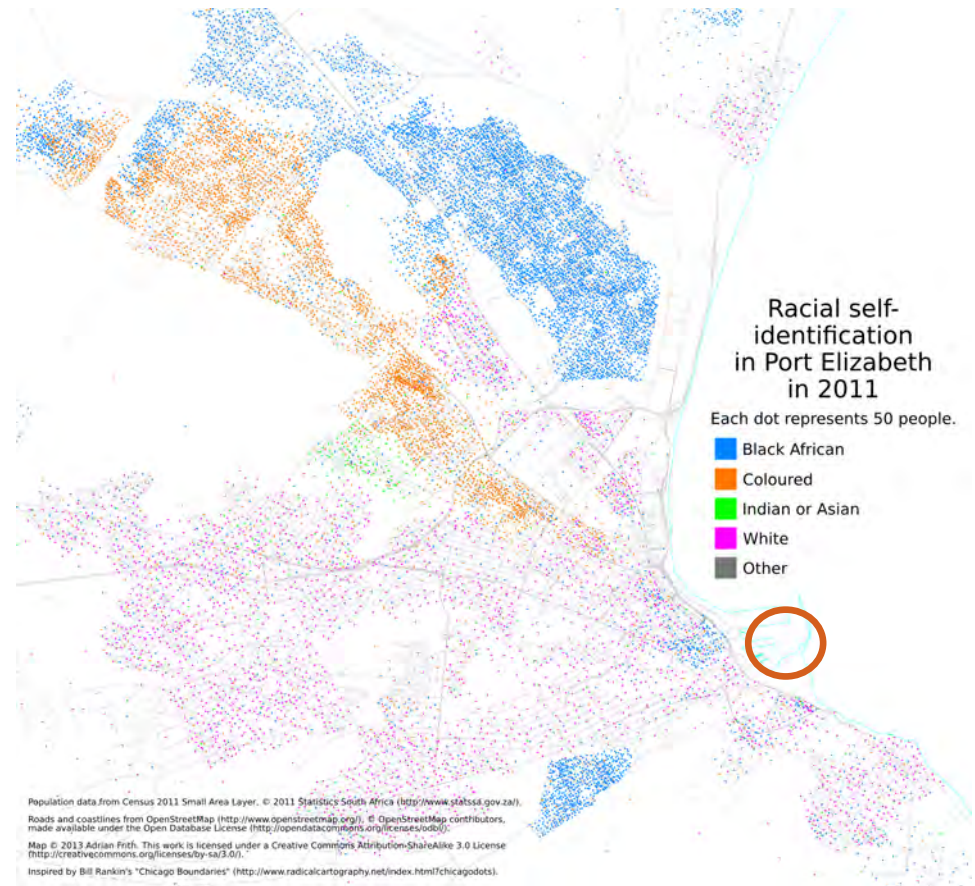 Racial self-
identification
in Port Elizabeth
in 2011
Each dot represents 50 people.
Black African
Coloured
Indian or Asian
White
Other
Population data from Census 2011 Small Area Layer. © 2011 Statistics South Africa (http://www.statssa.gov.za/).
Roads and coastlines from OpenStreetMap (http://www.openstreetmap.org/). © OpenStreetMap contributors,
made available under the Open Database License (http://opendatacommons.org/licenses/odbl/).
Map © 2013 Adrian Frith. This work is licensed under a Creative Commons Attribution-ShareAlike 3.0 License
(http://creativecommons.org/licenses/by-sa/3.0/).
Inspired by Bill Rankin's "Chicago Boundaries" (http://www.radicalcartography.net/index.html?chicagodots).